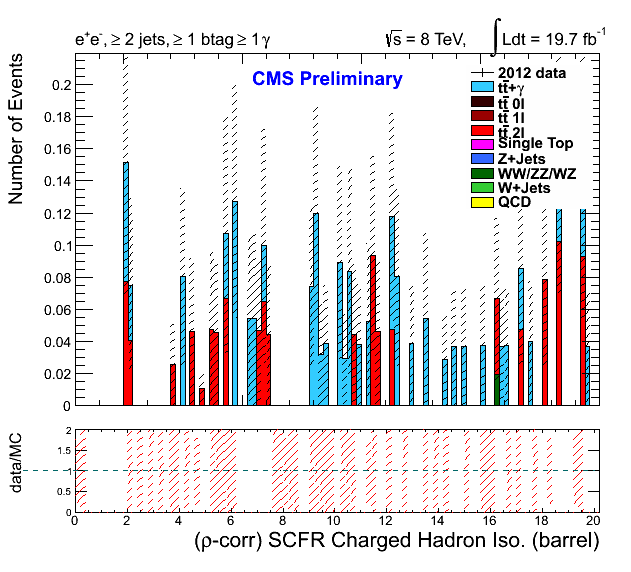 e⁺e⁻, ≥ 2 jets, ≥ 1 btag ≥ 1 γ
√s = 8 TeV, ∫ Ldt = 19.7 fb⁻¹
CMS Preliminary
2012 data
tt̄+γ
tt̄ 0l
tt̄ 1l
tt̄ 2l
Single Top
Z+Jets
WW/ZZ/WZ
W+Jets
QCD
Number of Events
0.2
0.18
0.16
0.14
0.12
0.1
0.08
0.06
0.04
0.02
0
data/MC
2
1.5
1
0.5
0
0 2 4 6 8 10 12 14 16 18 20
(ρ-corr) SCFR Charged Hadron Iso. (barrel)